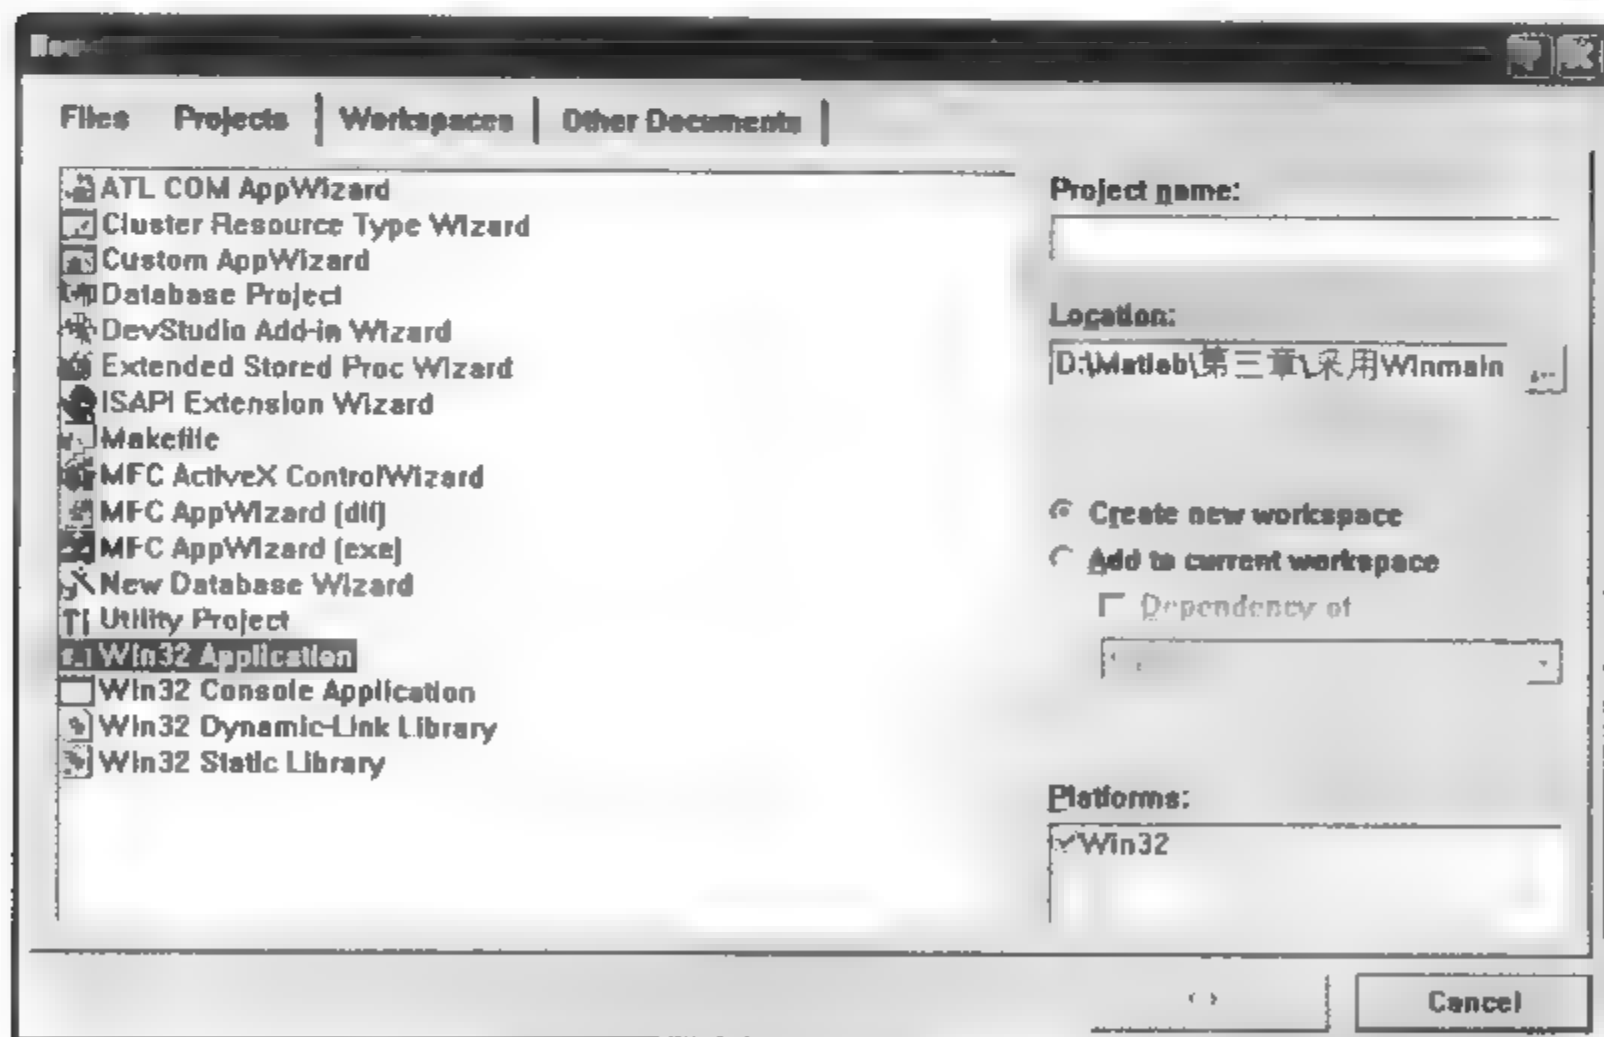 New
Files Projects Workspaces Other Documents
ATL COM AppWizard
Cluster Resource Type Wizard
Custom AppWizard
Database Project
DevStudio Add-in Wizard
Extended Stored Proc Wizard
ISAPI Extension Wizard
Makefile
MFC ActiveX ControlWizard
MFC AppWizard (dll)
MFC AppWizard (exe)
New Database Wizard
Utility Project
Win32 Application
Win32 Console Application
Win32 Dynamic-Link Library
Win32 Static Library
Project name:
Location:
D:\Matlab\第三章\采用Winmain
...
Create new workspace
Add to current workspace
Dependency of
Platforms:
Win32
Cancel